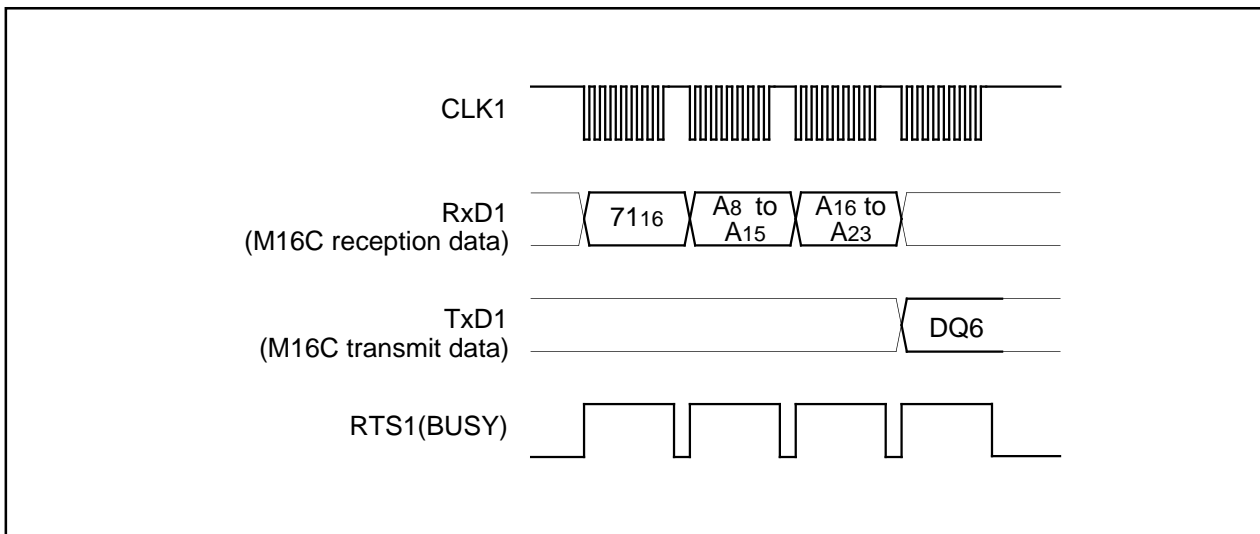 CLK1
RxD1
(M16C reception data)
7116
A8 to
A15
A16 to
A23
TxD1
(M16C transmit data)
DQ6
RTS1(BUSY)